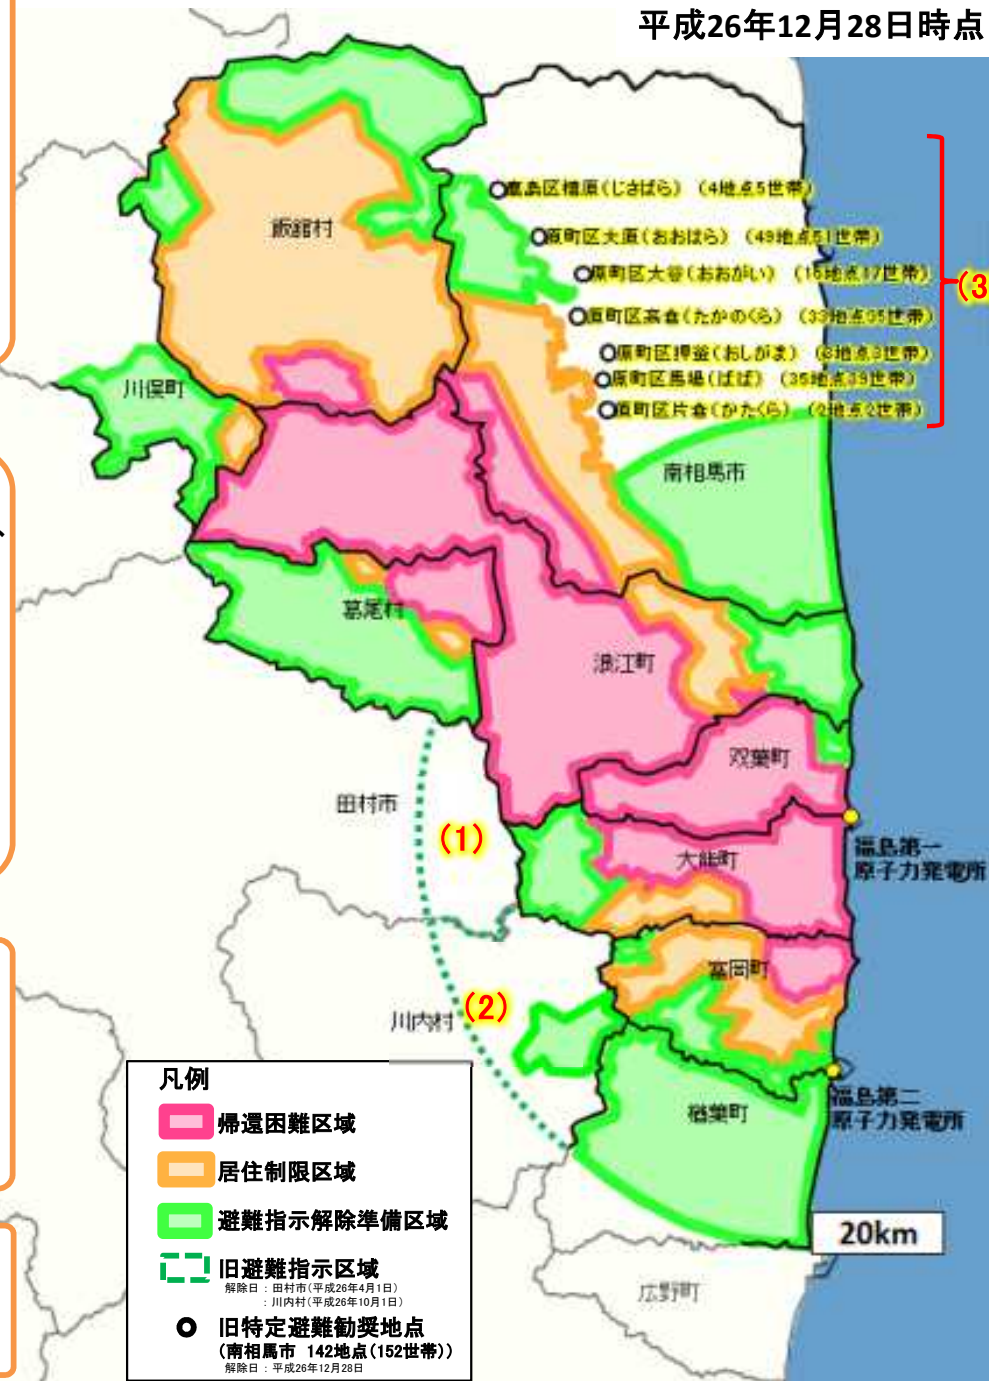 平成26年12月28日時点
鹿島区橲原(じさばら) (4地点5世帯)
原町区大原(おおはら) (49地点51世帯)
原町区大谷(おおがい) (16地点17世帯)
原町区高倉(たかのくら) (33地点35世帯)
原町区押釜(おしがま) (3地点3世帯)
原町区馬場(ばば) (35地点39世帯)
原町区片倉(かたくら) (2地点2世帯)
(3
飯舘村
川俣町
南相馬市
葛尾村
浪江町
双葉町
田村市
(1)
大熊町
福島第一
原子力発電所
富岡町
(2)
川内村
楢葉町
福島第二
原子力発電所
20km
広野町
凡例
帰還困難区域
居住制限区域
避難指示解除準備区域
旧避難指示区域
解除日：田村市(平成26年4月1日)
：川内村(平成26年10月1日)
旧特定避難勧奨地点
(南相馬市 142地点(152世帯))
解除日：平成26年12月28日